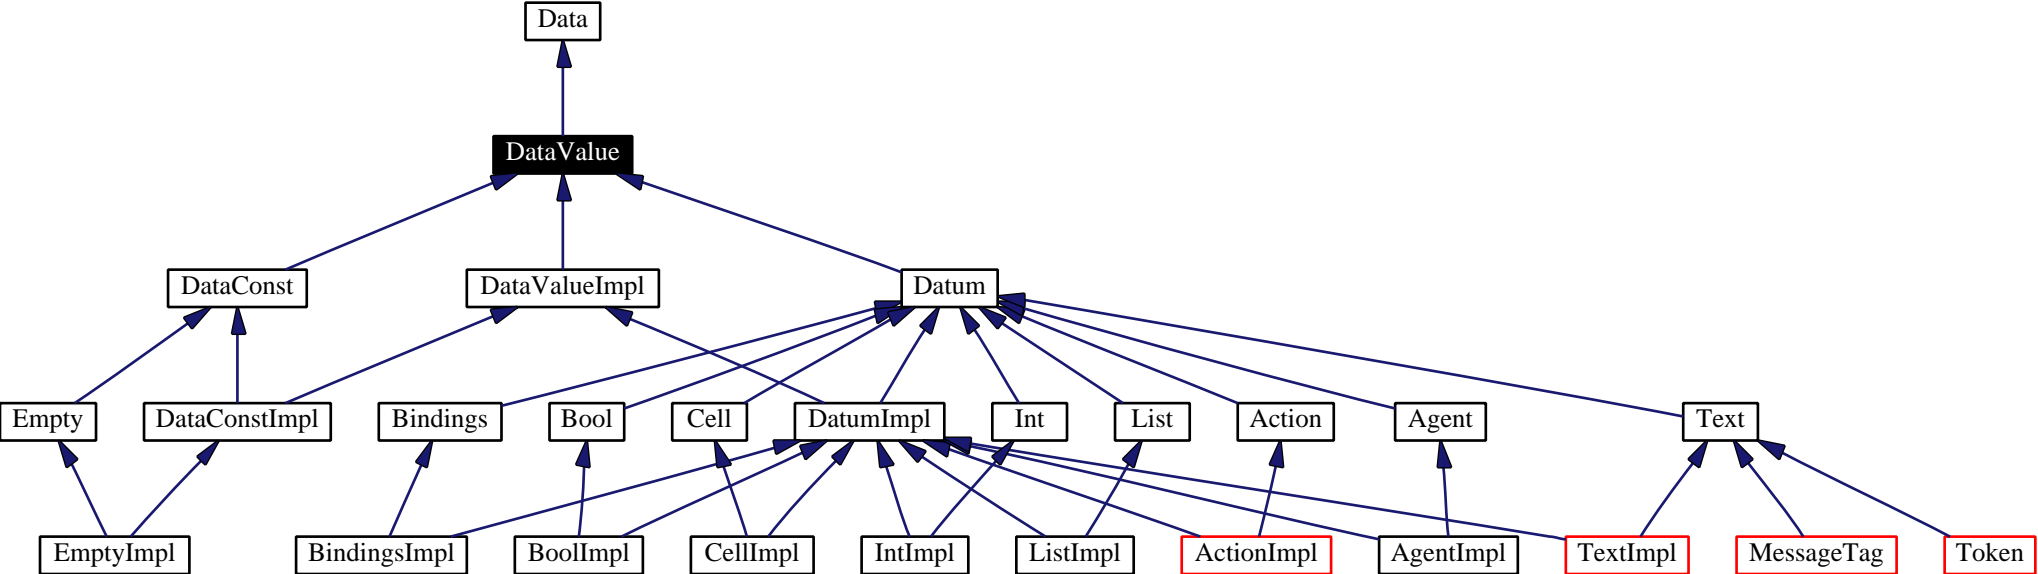 Data
DataValue
DataConst
DataValueImpl
Datum
Empty
DataConstImpl
Bindings
Bool
Cell
DatumImpl
Int
List
Action
Agent
Text
EmptyImpl
BindingsImpl
BoolImpl
CellImpl
IntImpl
ListImpl
ActionImpl
AgentImpl
TextImpl
MessageTag
Token